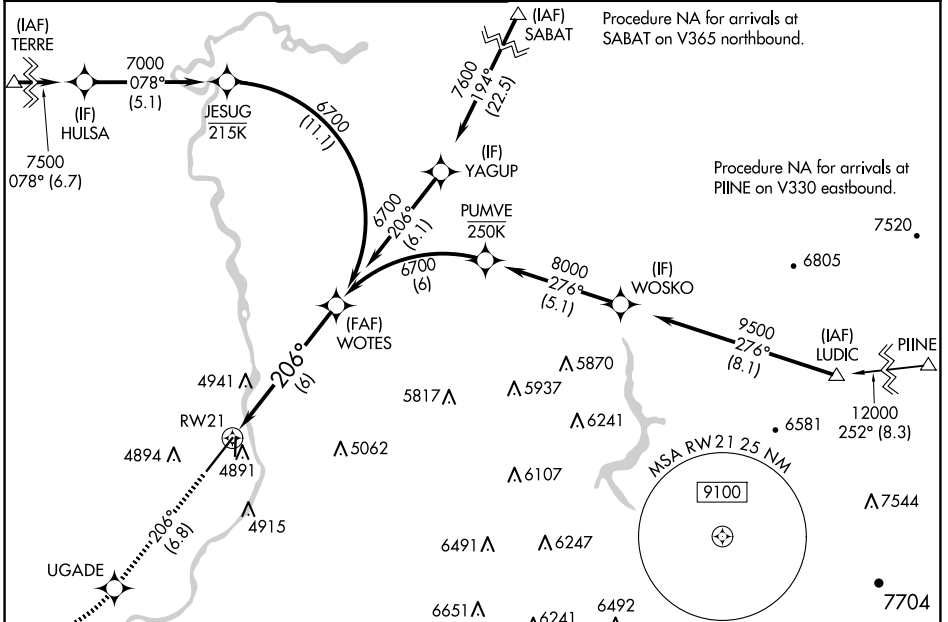 (IAF)
TERRE
7000
078°
(5.1)
(IF)
HULSA
7500
078° (6.7)
JESUG
215K
6700
(11.1)
(IAF)
SABAT
7600
194°
(22.5)
Procedure NA for arrivals at
SABAT on V365 northbound.
(IF)
YAGUP
6700
206°
(6.1)
Procedure NA for arrivals at
PIINE on V330 eastbound.
PUMVE
250K
6700
(6)
8000
276°
(5.1)
(IF)
WOSKO
7520
6805
9500
276°
(8.1)
(IAF)
LUDIC
PIINE
12000
252° (8.3)
(FAF)
WOTES
206°
(6)
4941
RW21
4894
4891
4915
5062
5817
5937
5870
6241
6107
6581
MSA RW21 25 NM
9100
7544
7704
206°
(6.8)
UGADE
6491
6247
6651
6241
6492